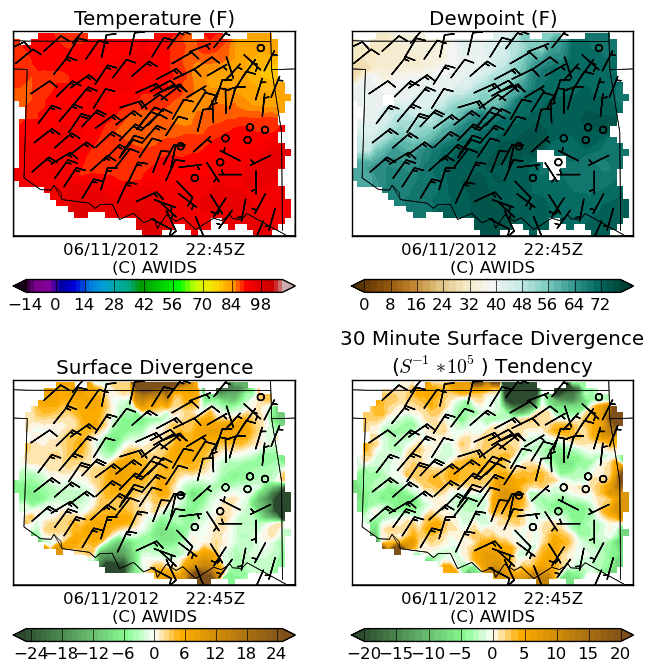 Temperature (F)
Dewpoint (F)
06/11/2012 22:45Z
(C) AWIDS
06/11/2012 22:45Z
(C) AWIDS
−14 0 14 28 42 56 70 84 98
0 8 16 24 32 40 48 56 64 72
Surface Divergence
30 Minute Surface Divergence
(S⁻¹ *10⁵ ) Tendency
06/11/2012 22:45Z
(C) AWIDS
06/11/2012 22:45Z
(C) AWIDS
−24 −18 −12 −6 0 6 12 18 24
−20 −15 −10 −5 0 5 10 15 20